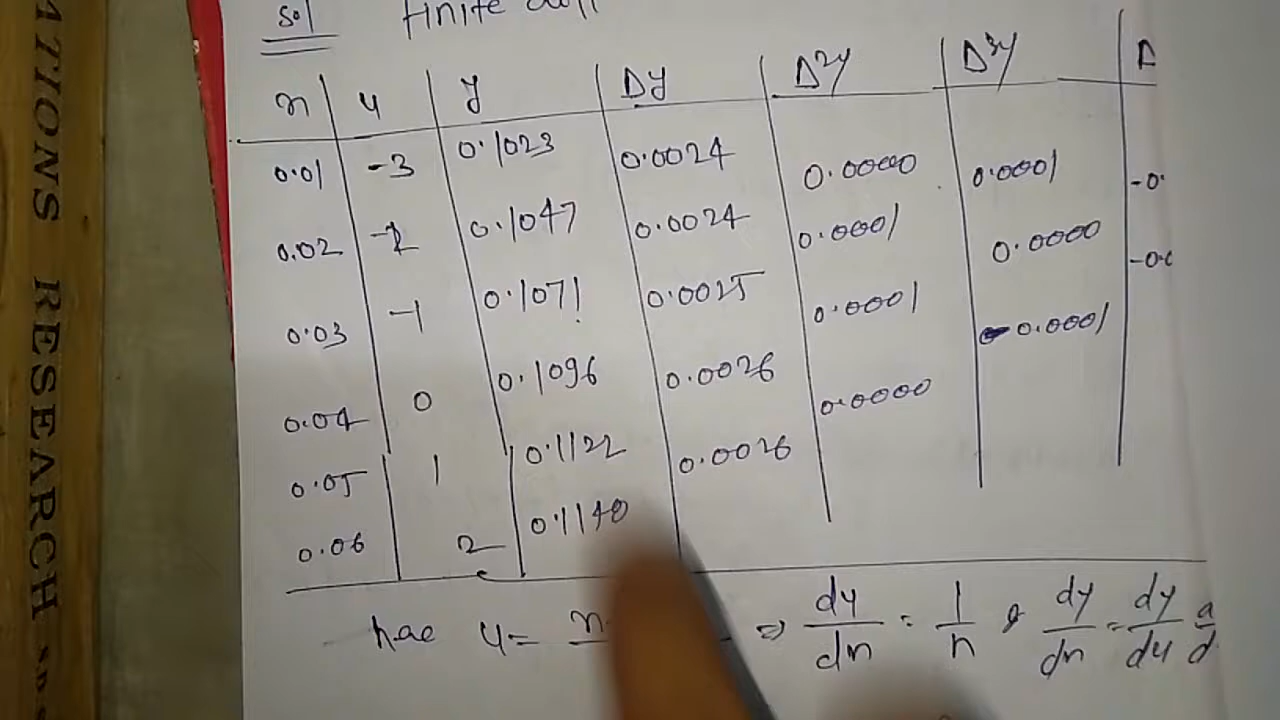 ATIONS RESEARCH
Sol Finite
x u y Δy Δ²y Δ³y Δ
0.01 -3 0.1023 0.0024 0.0000 0.0001 -0.
0.02 -2 0.1047 0.0024 0.0001 0.0000 -0.0
0.03 -1 0.1071 0.0025 0.0001 0.0001
0.04 0 0.1096 0.0026 0.0000
0.05 1 0.1122 0.0026
0.06 2 0.1148
u = ⇒ du/dx = 1/h & dy/dx = dy/du